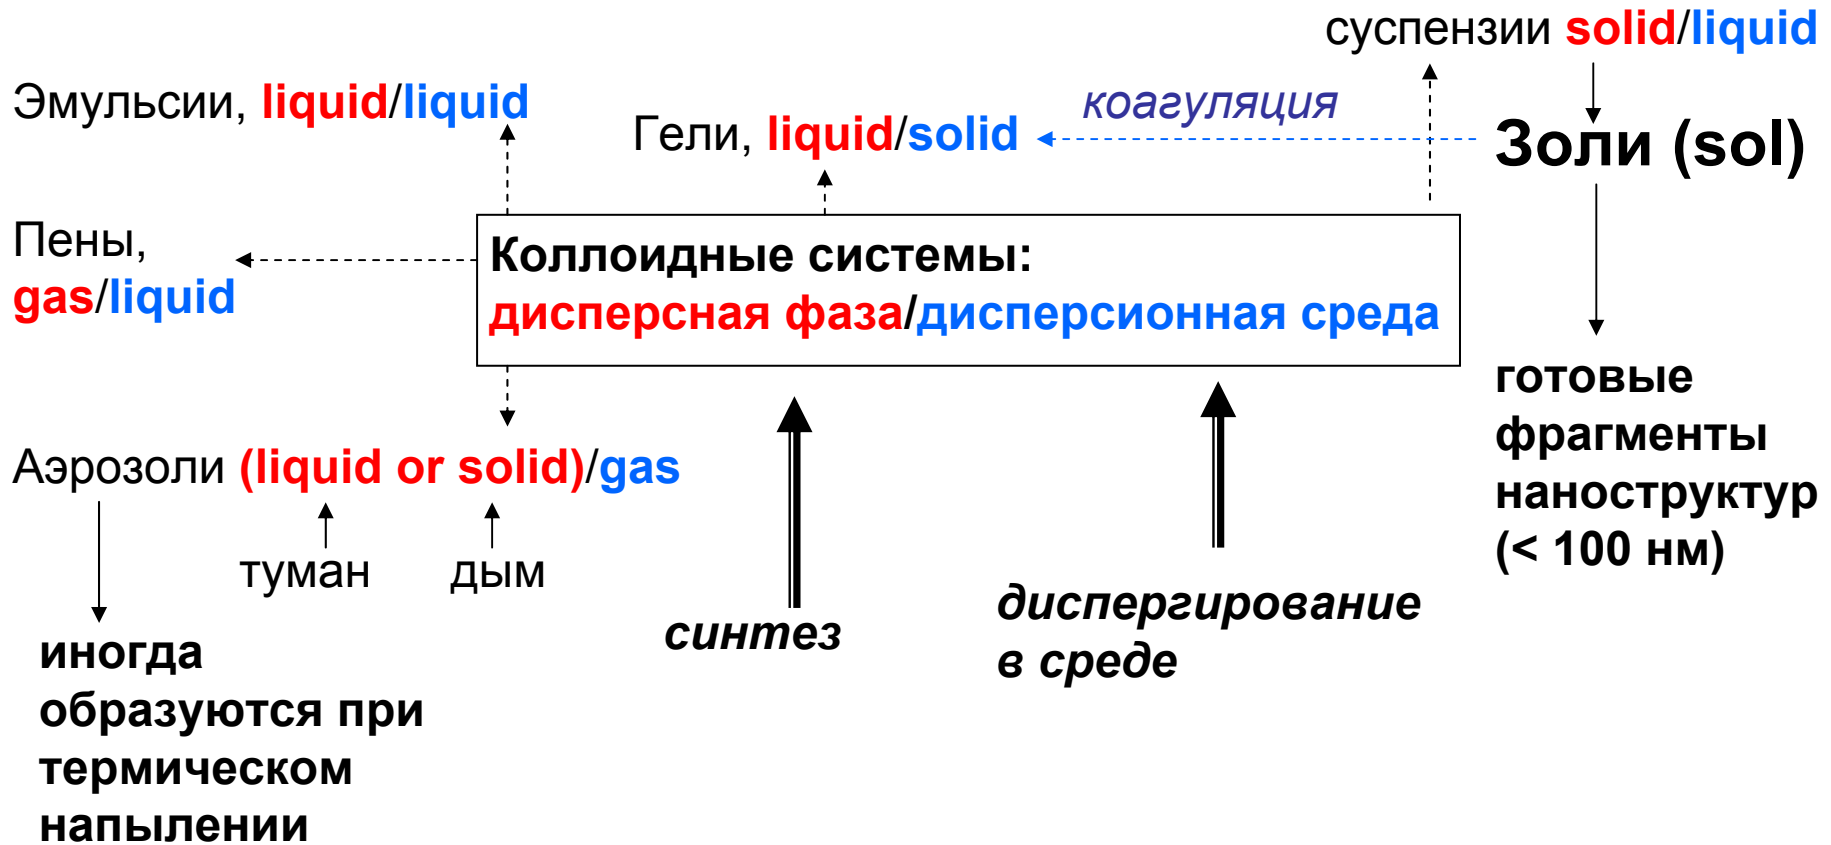 суспензии solid/liquid
Эмульсии, liquid/liquid
коагуляция
Гели, liquid/solid
Золи (sol)
Пены,
gas/liquid
Коллоидные системы:
дисперсная фаза/дисперсионная среда
готовые
фрагменты
наноструктур
(< 100 нм)
Аэрозоли (liquid or solid)/gas
туман
дым
синтез
диспергирование
в среде
иногда
образуются при
термическом
напылении